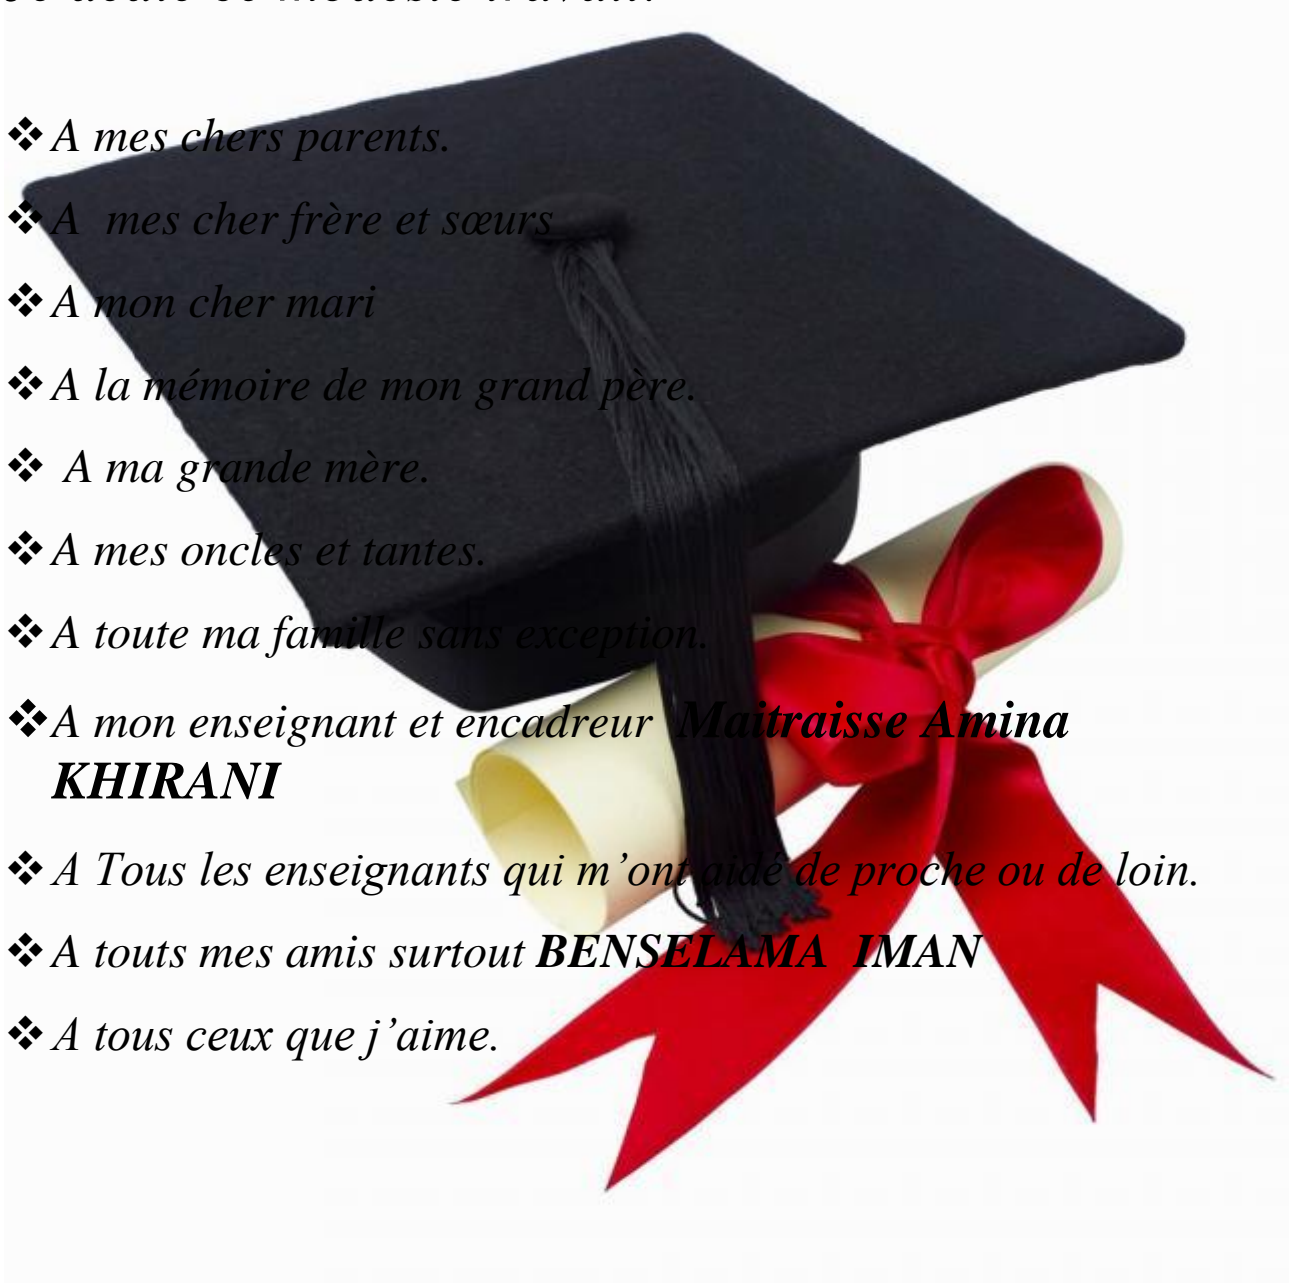 ❖ A mes chers parents.
❖ A mes cher frère et sœurs
❖ A mon cher mari
❖ A la mémoire de mon grand père.
❖ A ma grande mère.
❖ A mes oncles et tantes.
❖ A toute ma famille sans exception.
❖ A mon enseignant et encadreur Maitraisse Amina
KHIRANI
❖ A Tous les enseignants qui m’ont aidé de proche ou de loin.
❖ A touts mes amis surtout BENSELAMA IMAN
❖ A tous ceux que j’aime.